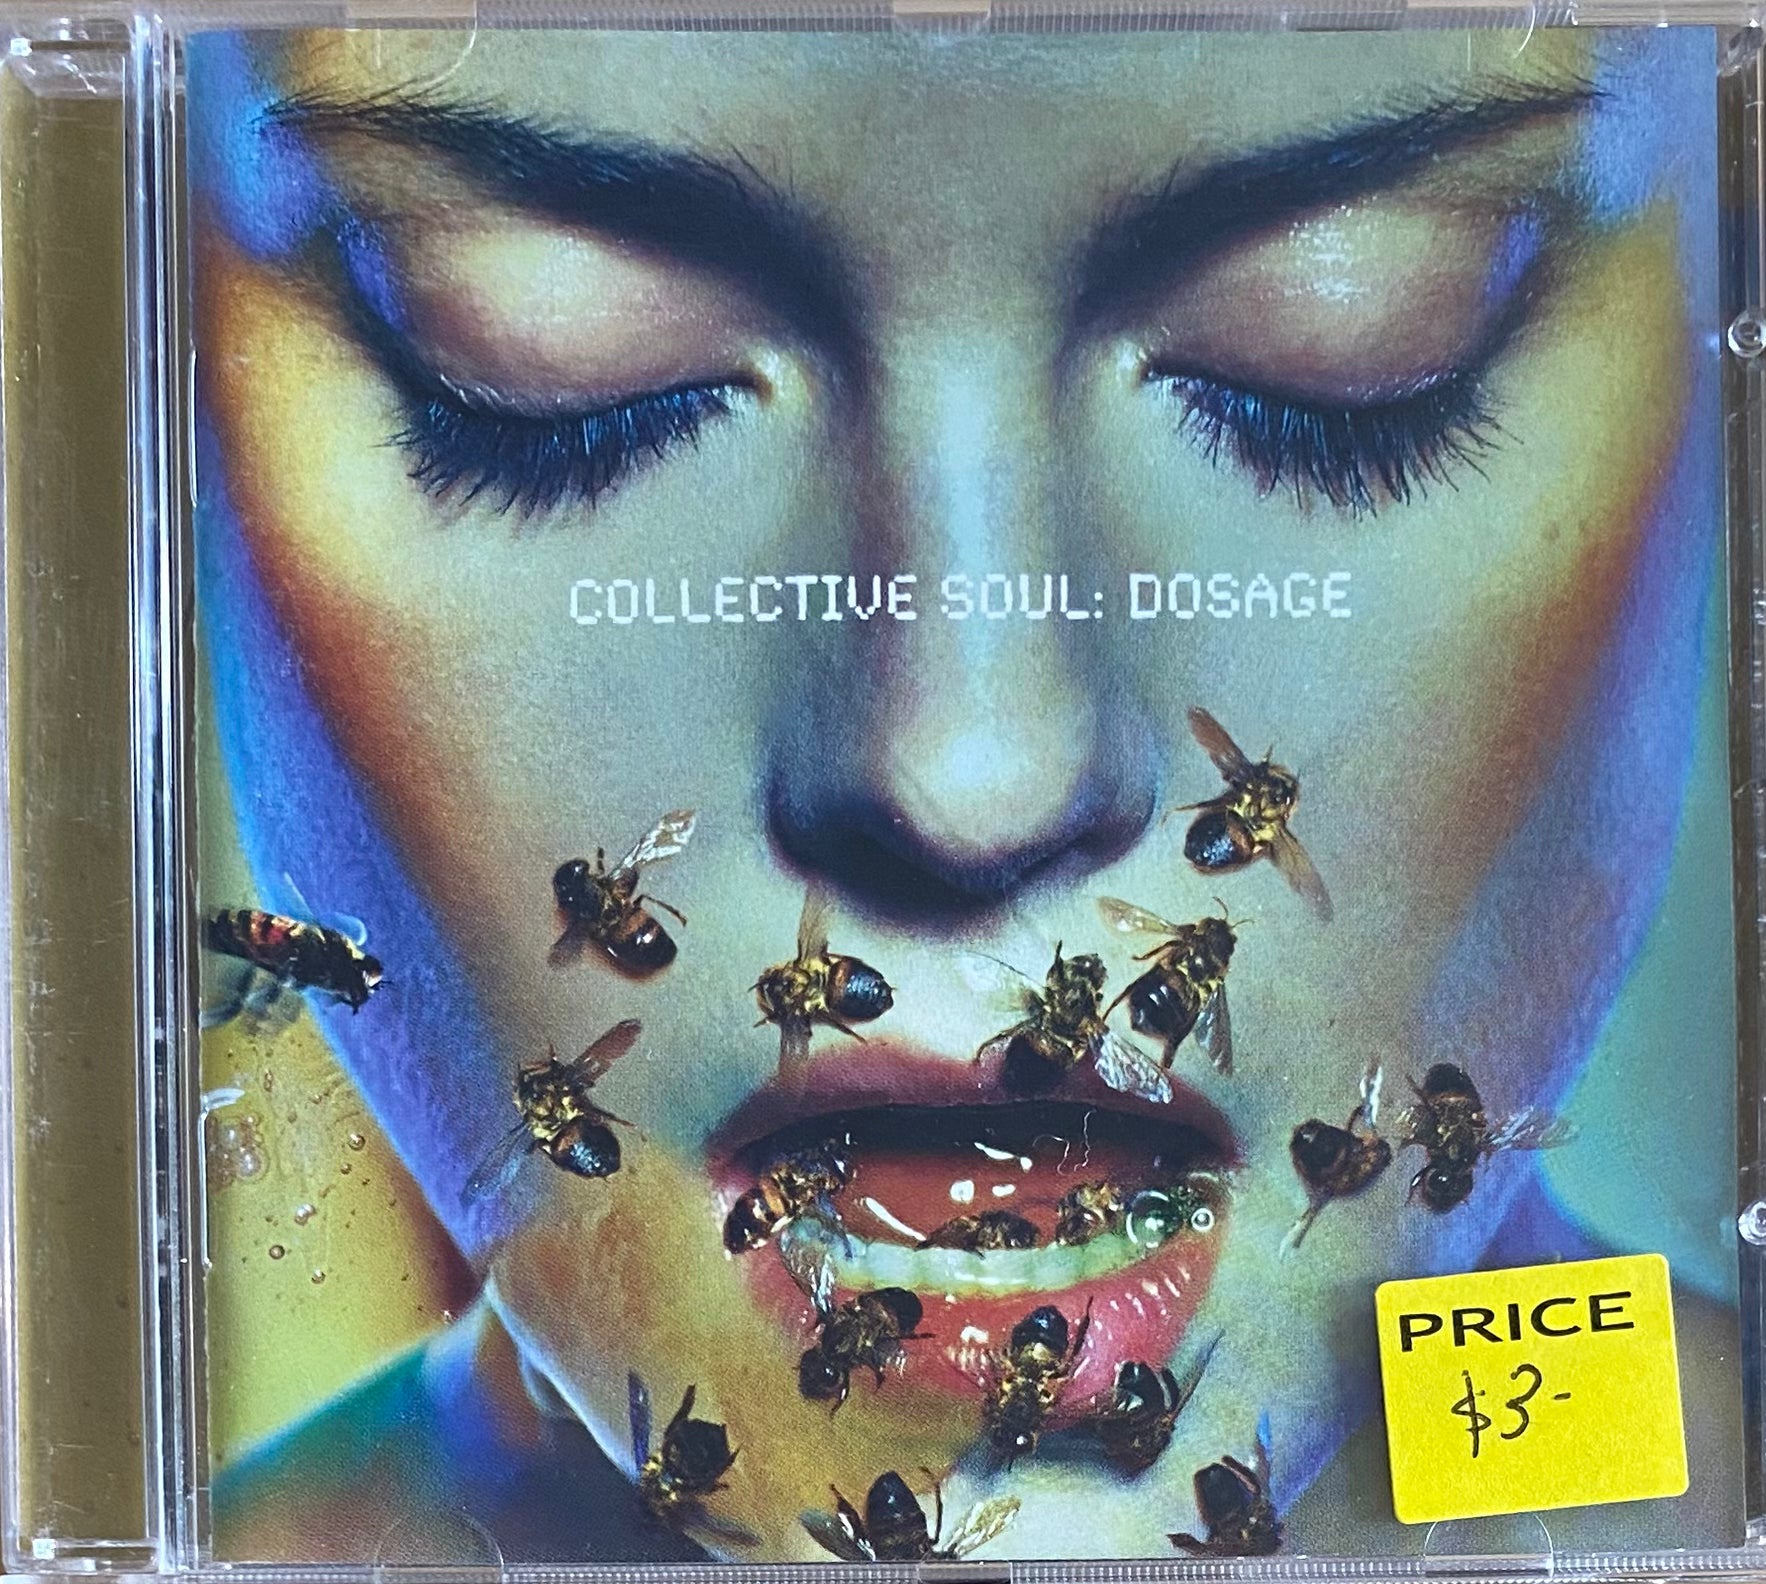 COLLECTIVE SOUL: DOSAGE
PRICE
$3-